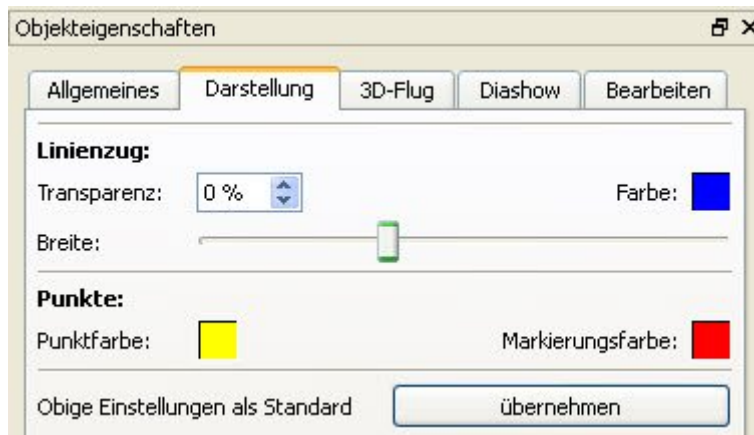 Objekteigenschaften
Allgemeines Darstellung 3D-Flug Diashow Bearbeiten
Linienzug:
Transparenz: 0 % Farbe:
Breite:
Punkte:
Punktfarbe: Markierungsfarbe:
Obige Einstellungen als Standard übernehmen